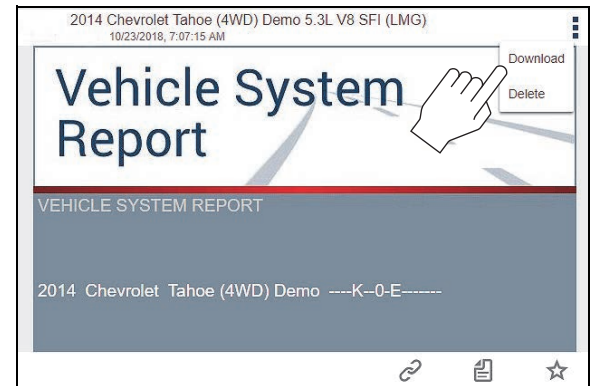 2014 Chevrolet Tahoe (4WD) Demo 5.3L V8 SFI (LMG)
10/23/2018, 7:07:15 AM
Download
Delete
Vehicle System
Report
VEHICLE SYSTEM REPORT
2014 Chevrolet Tahoe (4WD) Demo ----K--0-E-------